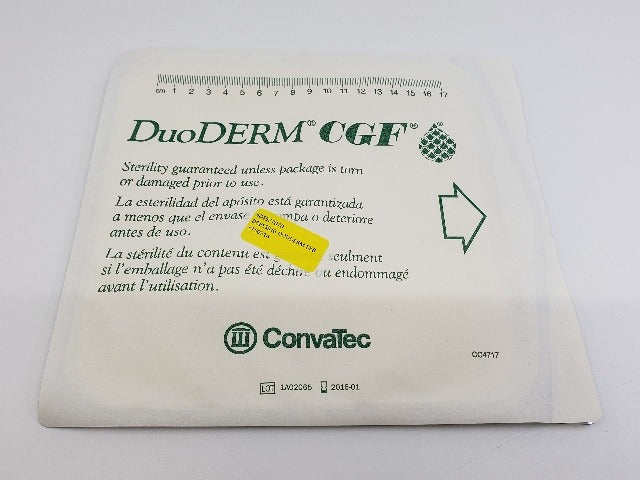 cm 1 2 3 4 5 6 7 8 9 10 11 12 13 14 15 16 17
DuoDERM® CGF®
Sterility guaranteed unless package is torn
or damaged prior to use.
La esterilidad del apósito está garantizada
a menos que el envase o deteriore
antes de uso.
La stérilité du contenu est seulment
si l'emballage n'a pas été déchiré ou endommagé
avant l'utilisation.
ConvaTec
CC4717
LOT 1A02065 2016-01